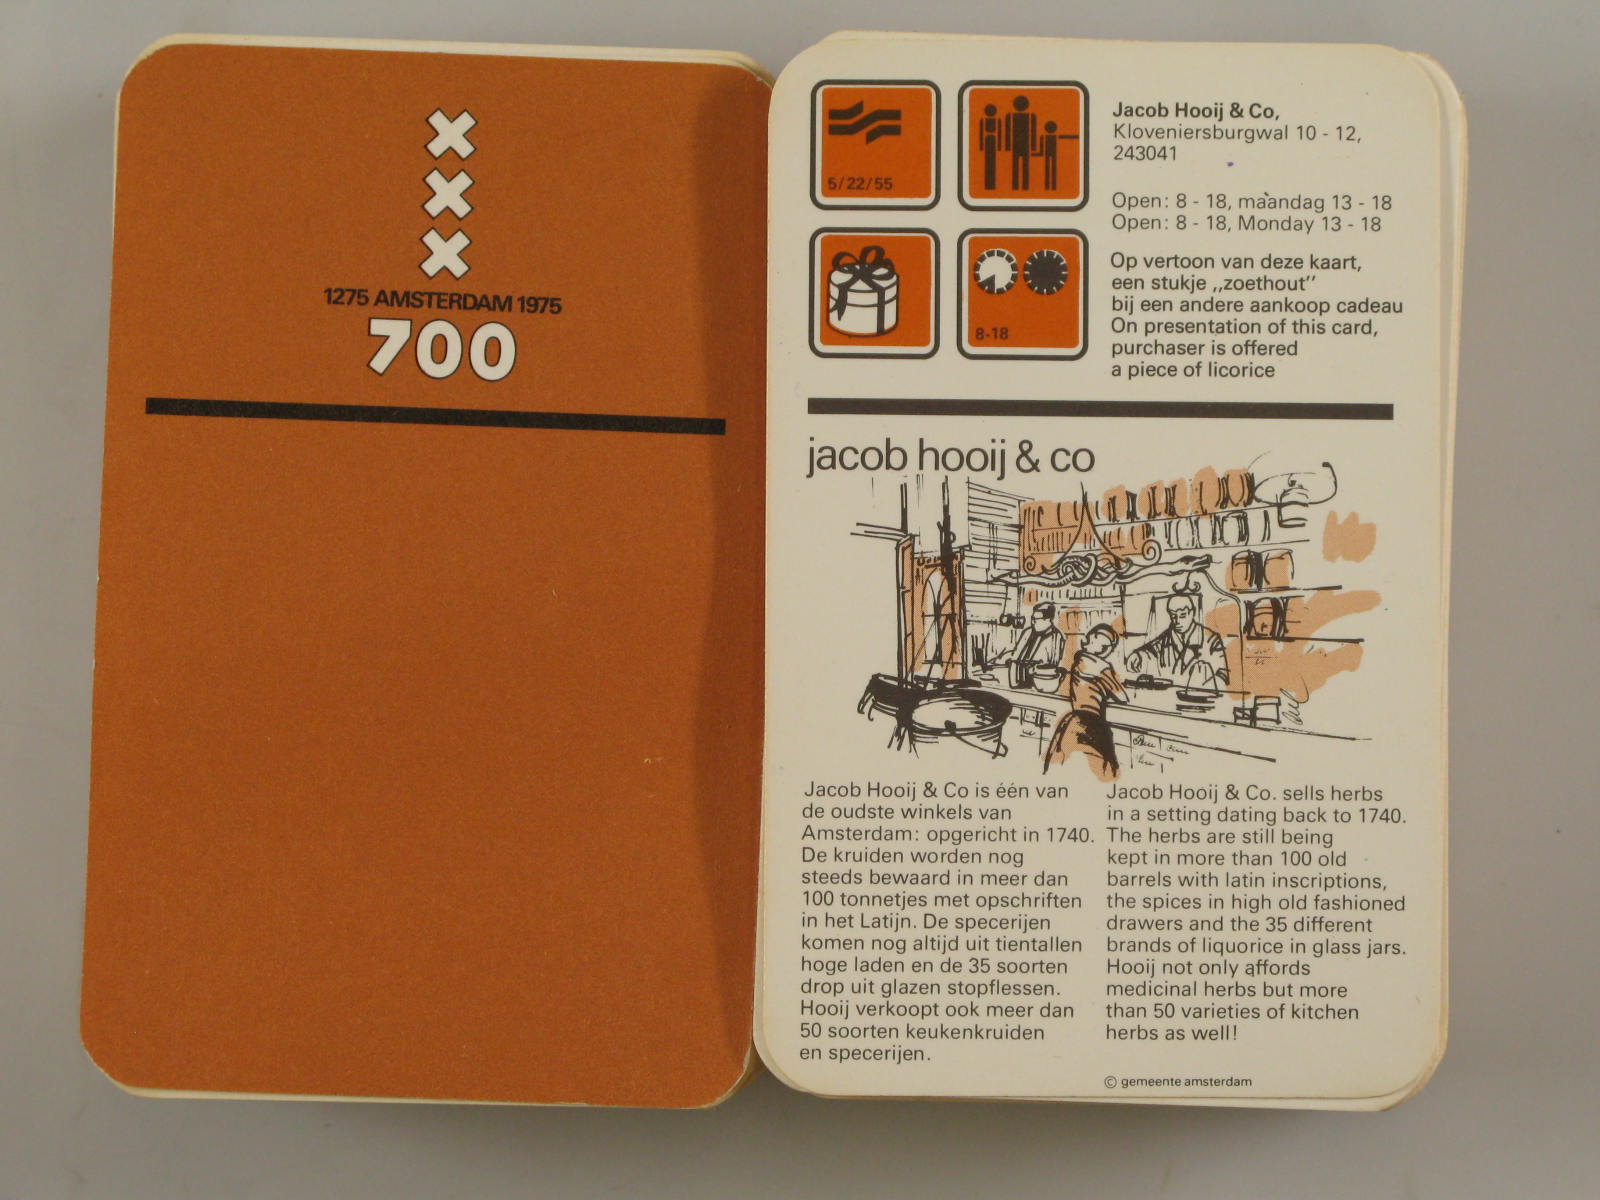 1275 AMSTERDAM 1975
700
5/22/55
8-18
Jacob Hooij & Co,
Kloveniersburgwal 10 - 12,
243041
Open: 8 - 18, maandag 13 - 18
Open: 8 - 18, Monday 13 - 18
Op vertoon van deze kaart,
een stukje ,,zoethout''
bij een andere aankoop cadeau
On presentation of this card,
purchaser is offered
a piece of licorice
jacob hooij & co
Jacob Hooij & Co is één van
de oudste winkels van
Amsterdam: opgericht in 1740.
De kruiden worden nog
steeds bewaard in meer dan
100 tonnetjes met opschriften
in het Latijn. De specerijen
komen nog altijd uit tientallen
hoge laden en de 35 soorten
drop uit glazen stopflessen.
Hooij verkoopt ook meer dan
50 soorten keukenkruiden
en specerijen.
Jacob Hooij & Co. sells herbs
in a setting dating back to 1740.
The herbs are still being
kept in more than 100 old
barrels with latin inscriptions,
the spices in high old fashioned
drawers and the 35 different
brands of liquorice in glass jars.
Hooij not only affords
medicinal herbs but more
than 50 varieties of kitchen
herbs as well!
© gemeente amsterdam